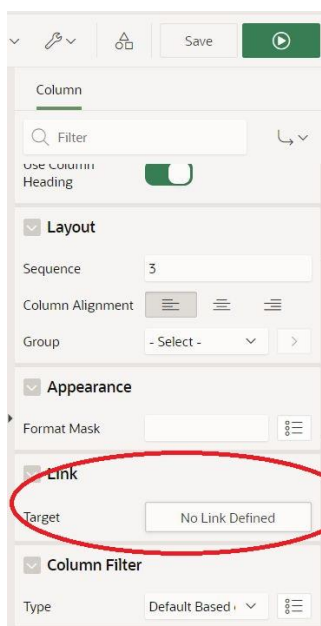 Save
Column
Filter
Use Column
Heading
Layout
Sequence 3
Column Alignment
Group - Select -
Appearance
Format Mask
Link
Target No Link Defined
Column Filter
Type Default Based